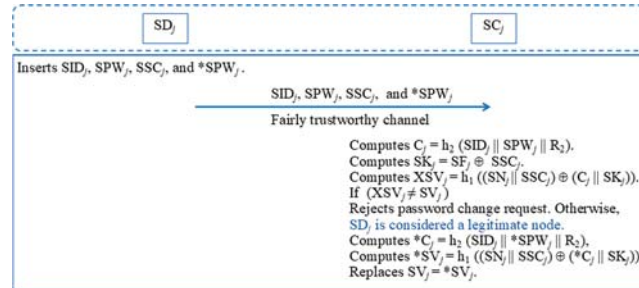 SDⱼ SCⱼ
Inserts SIDⱼ, SPWⱼ, SSCⱼ, and *SPWⱼ.
SIDⱼ, SPWⱼ, SSCⱼ, and *SPWⱼ
Fairly trustworthy channel
Computes Cⱼ = h₂ (SIDⱼ || SPWⱼ || R₂).
Computes SKⱼ = SFⱼ ⊕ SSCⱼ.
Computes XSVⱼ = h₁ ((SNⱼ || SSCⱼ) ⊕ (Cⱼ || SKⱼ)).
If (XSVⱼ ≠ SVⱼ)
Rejects password change request. Otherwise,
SDⱼ is considered a legitimate node.
Computes *Cⱼ = h₂ (SIDⱼ || *SPWⱼ || R₂),
Computes *SVⱼ = h₁ ((SNⱼ || SSCⱼ) ⊕ (*Cⱼ || SKⱼ))
Replaces SVⱼ = *SVⱼ.